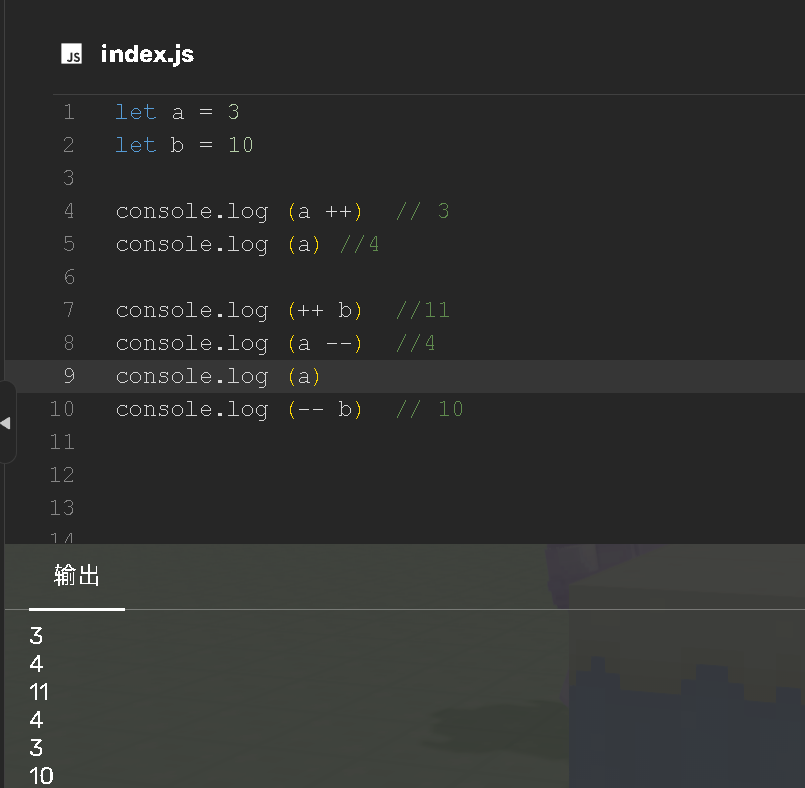 JS index.js
1 let a = 3
2 let b = 10
3
4 console.log (a ++)  // 3
5 console.log (a) //4
6
7 console.log (++ b)  //11
8 console.log (a --)  //4
9 console.log (a)
10 console.log (-- b)  // 10
11
12
13
14
输出
3
4
11
4
3
10